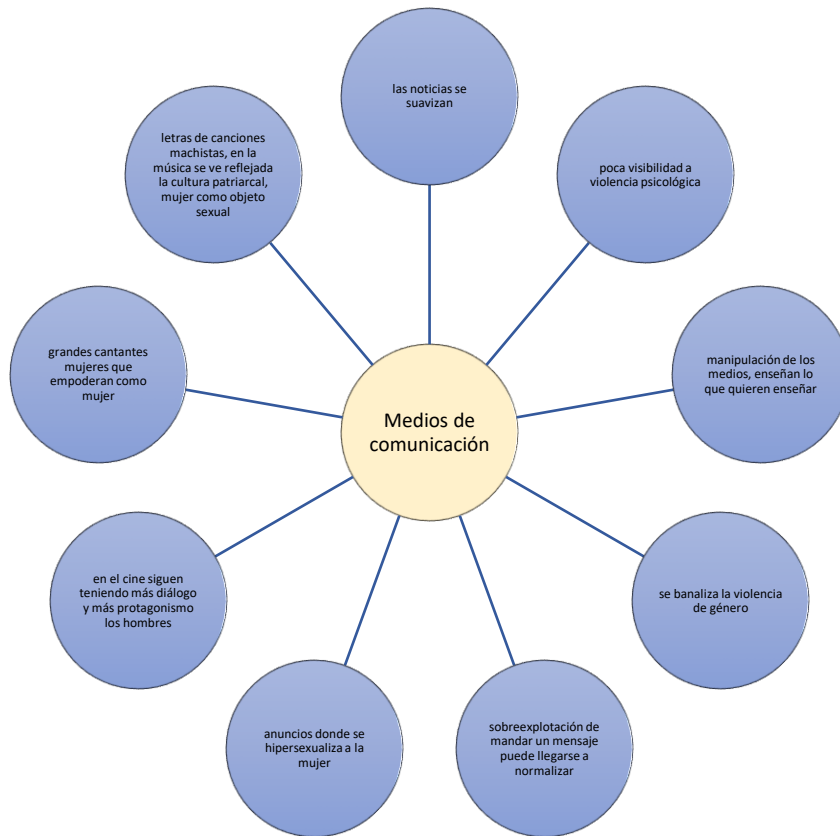 las noticias se
suavizan
poca visibilidad a
violencia psicológica
manipulación de los
medios, enseñan lo
que quieren enseñar
se banaliza la violencia
de género
sobreexplotación de
mandar un mensaje
puede llegarse a
normalizar
anuncios donde se
hipersexualiza a la
mujer
en el cine siguen
teniendo más diálogo
y más protagonismo
los hombres
grandes cantantes
mujeres que
empoderan como
mujer
letras de canciones
machistas, en la
música se ve reflejada
la cultura patriarcal,
mujer como objeto
sexual
Medios de
comunicación